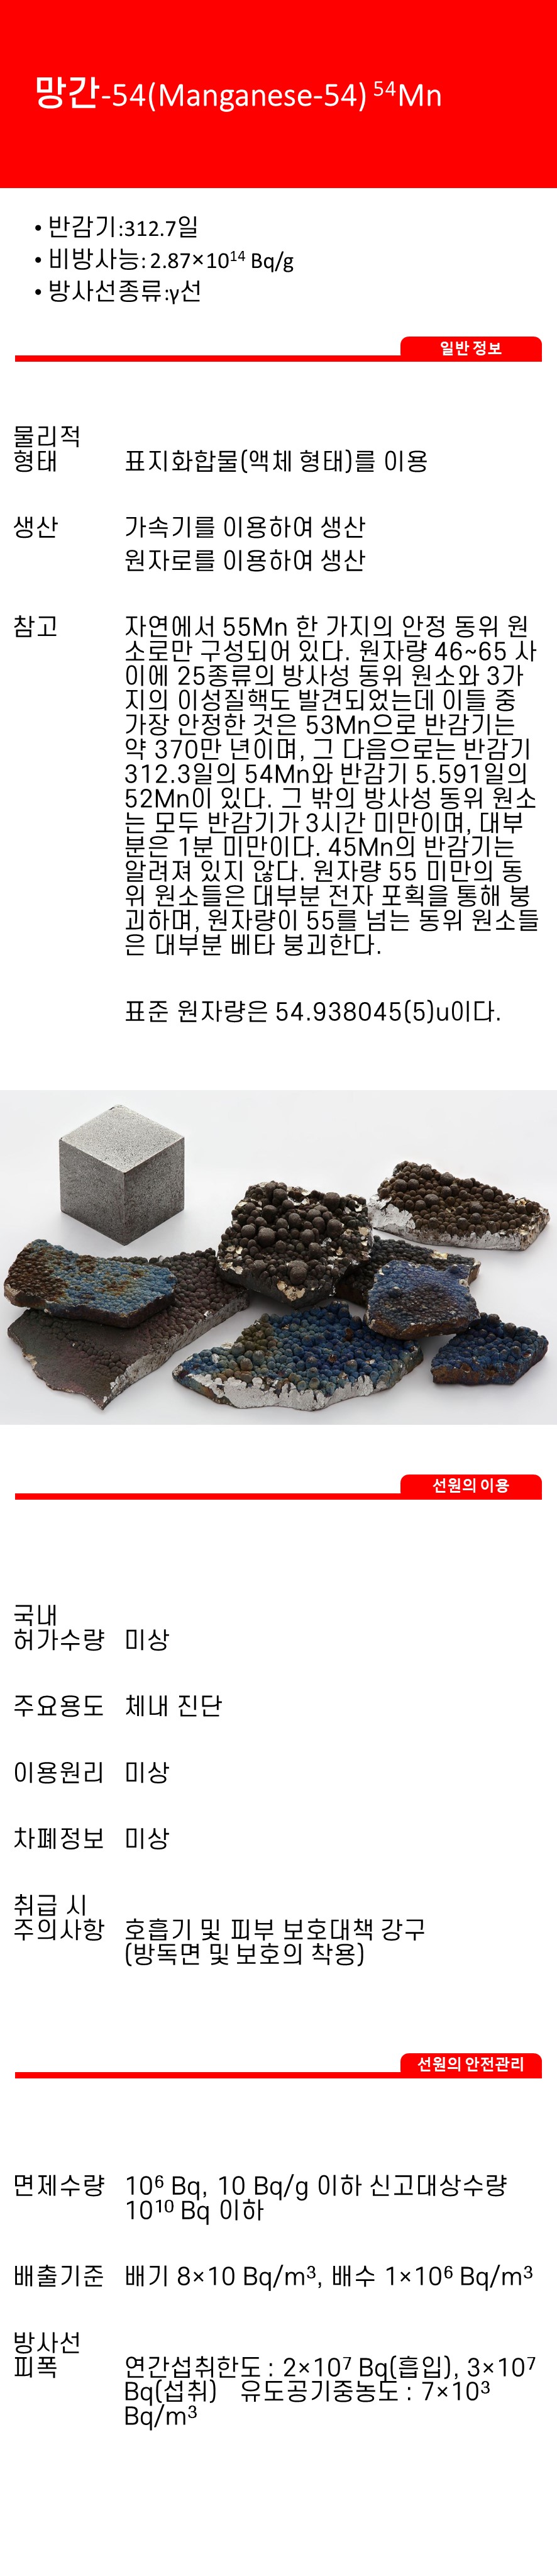 망간-54(Manganese-54) ⁵⁴Mn
• 반감기:312.7일
• 비방사능: 2.87×10¹⁴ Bq/g
• 방사선종류:γ선
일반 정보
물리적
형태 표지화합물(액체 형태)를 이용
생산 가속기를 이용하여 생산
원자로를 이용하여 생산
참고 자연에서 55Mn 한 가지의 안정 동위 원
소로만 구성되어 있다. 원자량 46~65 사
이에 25종류의 방사성 동위 원소와 3가
지의 이성질핵도 발견되었는데 이들 중
가장 안정한 것은 53Mn으로 반감기는
약 370만 년이며, 그 다음으로는 반감기
312.3일의 54Mn와 반감기 5.591일의
52Mn이 있다. 그 밖의 방사성 동위 원소
는 모두 반감기가 3시간 미만이며, 대부
분은 1분 미만이다. 45Mn의 반감기는
알려져 있지 않다. 원자량 55 미만의 동
위 원소들은 대부분 전자 포획을 통해 붕
괴하며, 원자량이 55를 넘는 동위 원소들
은 대부분 베타 붕괴한다.
표준 원자량은 54.938045(5)u이다.
선원의 이용
국내
허가수량 미상
주요용도 체내 진단
이용원리 미상
차폐정보 미상
취급 시
주의사항 호흡기 및 피부 보호대책 강구
(방독면 및 보호의 착용)
선원의 안전관리
면제수량 10⁶ Bq, 10 Bq/g 이하 신고대상수량
10¹⁰ Bq 이하
배출기준 배기 8×10 Bq/m³, 배수 1×10⁶ Bq/m³
방사선
피폭 연간섭취한도 : 2×10⁷ Bq(흡입), 3×10⁷
Bq(섭취) 유도공기중농도 : 7×10³
Bq/m³